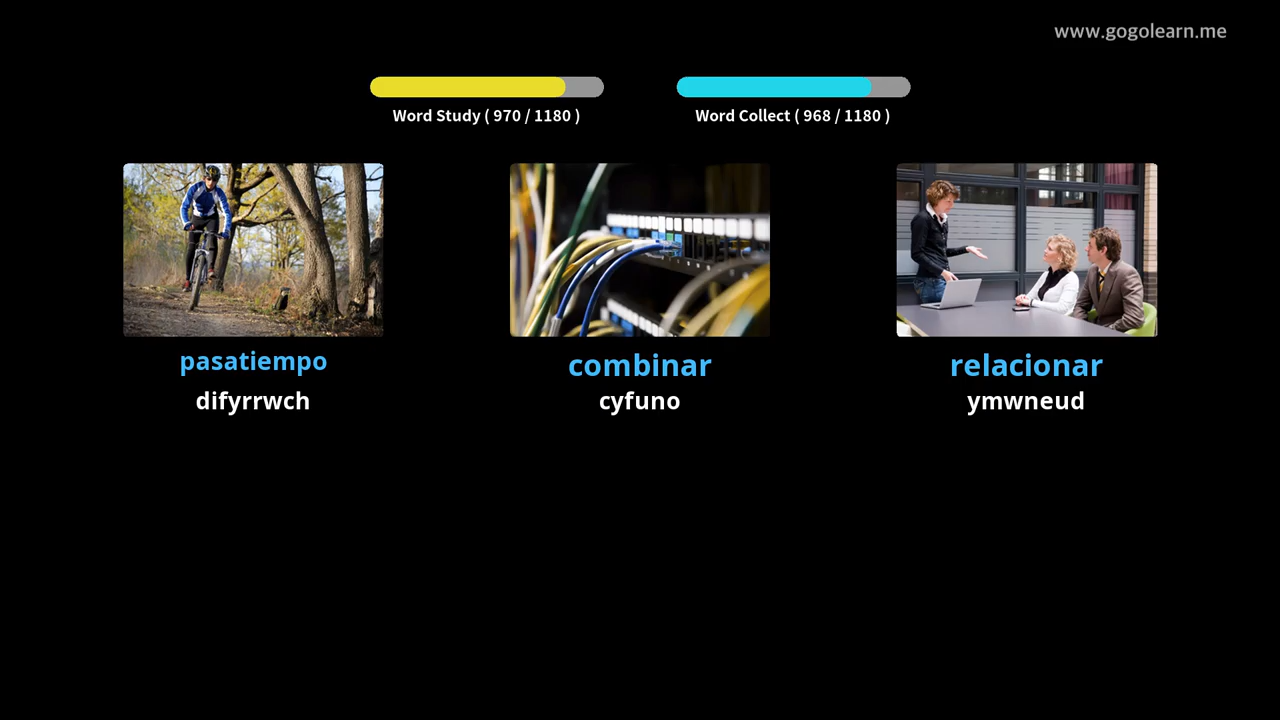 www.gogolearn.me
Word Study ( 970 / 1180 )
Word Collect ( 968 / 1180 )
pasatiempo
difyrrwch
combinar
cyfuno
relacionar
ymwneud